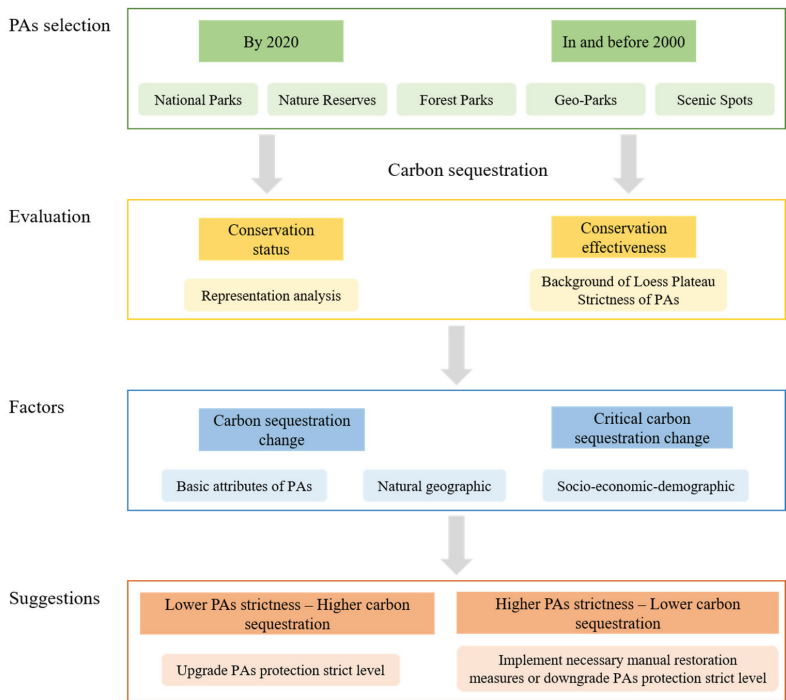 PAs selection
By 2020
In and before 2000
National Parks
Nature Reserves
Forest Parks
Geo-Parks
Scenic Spots
Carbon sequestration
Evaluation
Conservation
status
Conservation
effectiveness
Representation analysis
Background of Loess Plateau
Strictness of PAs
Factors
Carbon sequestration
change
Critical carbon
sequestration change
Basic attributes of PAs
Natural geographic
Socio-economic-demographic
Suggestions
Lower PAs strictness – Higher carbon
sequestration
Higher PAs strictness – Lower carbon
sequestration
Upgrade PAs protection strict level
Implement necessary manual restoration
measures or downgrade PAs protection strict level